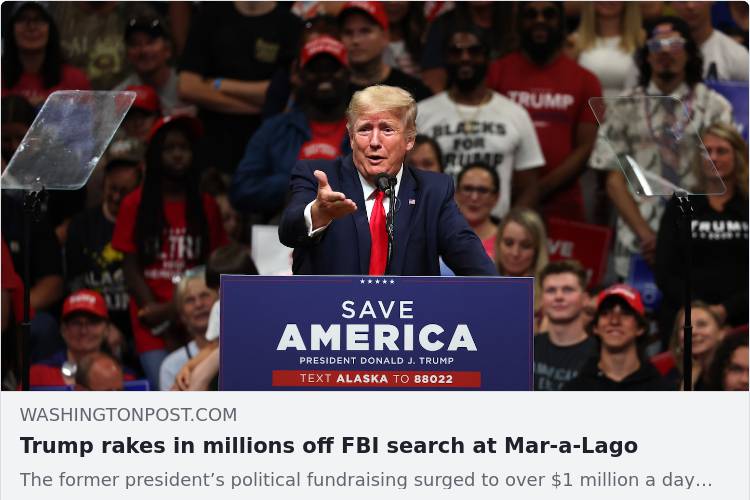 TRUMP
BLACKS
FOR
TRUMP
TRUMP
SAVE
AMERICA
PRESIDENT DONALD J. TRUMP
TEXT ALASKA TO 88022
WASHINGTONPOST.COM
Trump rakes in millions off FBI search at Mar-a-Lago
The former president’s political fundraising surged to over $1 million a day…